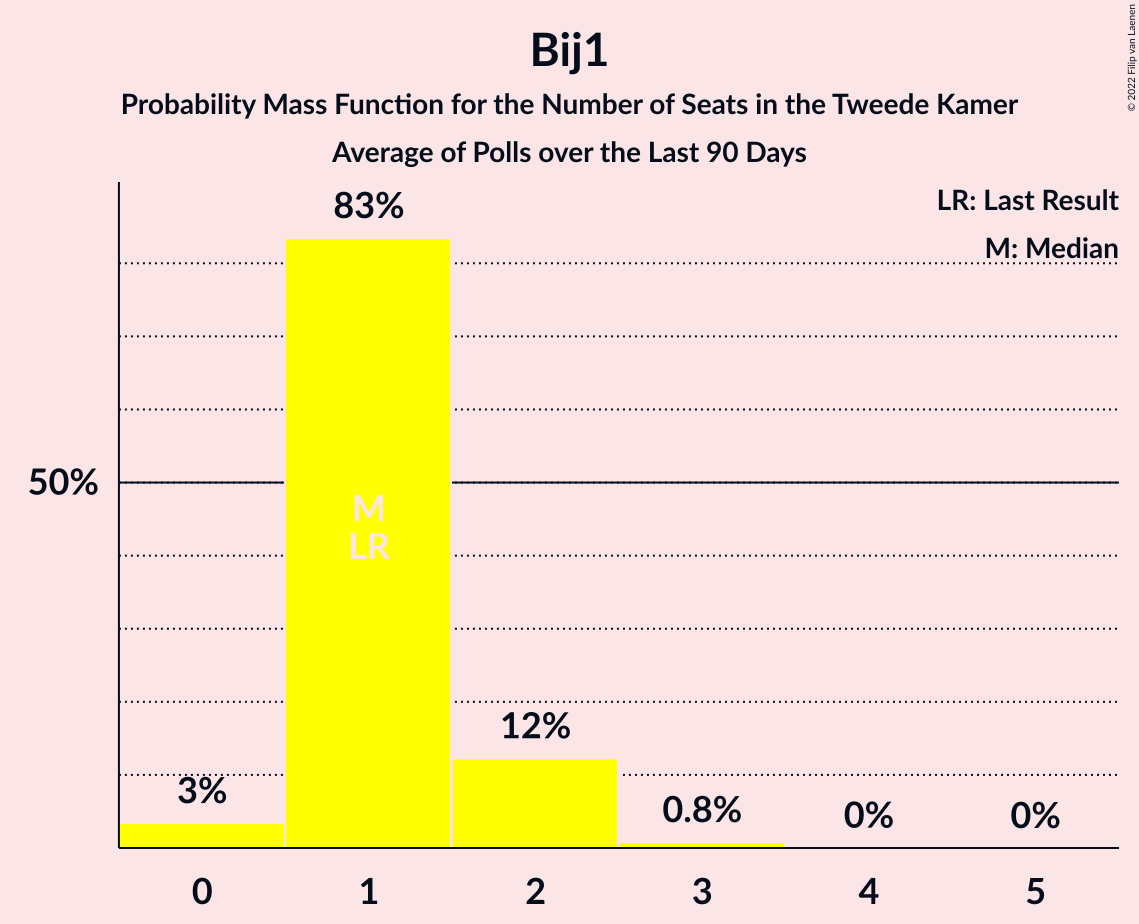 Bij1
Probability Mass Function for the Number of Seats in the Tweede Kamer
Average of Polls over the Last 90 Days
© 2022 Filip van Laenen
LR: Last Result
M: Median
83%
50%
M
LR
12%
3%
0.8%
0%
0%
0 1 2 3 4 5